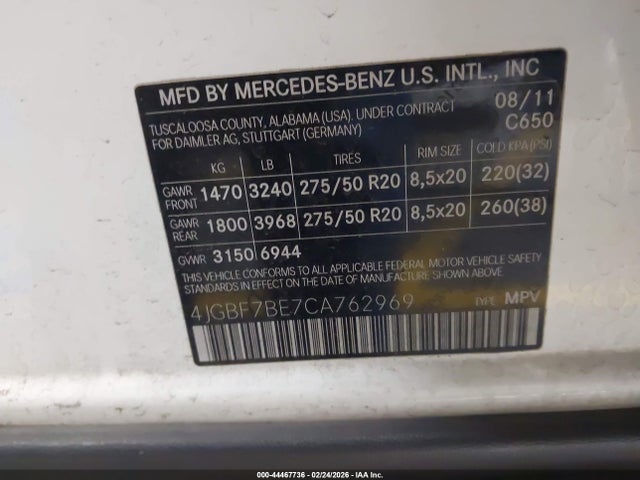 MFD BY MERCEDES-BENZ U.S. INTL., INC
TUSCALOOSA COUNTY, ALABAMA (USA). UNDER CONTRACT 08/11
FOR DAIMLER AG, STUTTGART (GERMANY) C650
KG LB TIRES RIM SIZE COLD KPA(PSI)
GAWR FRONT 1470 3240 275/50 R20 8,5x20 220(32)
GAWR REAR 1800 3968 275/50 R20 8,5x20 260(38)
GVWR 3150 6944
THIS VEHICLE CONFORMS TO ALL APPLICABLE FEDERAL MOTOR VEHICLE SAFETY
STANDARDS IN EFFECT ON THE DATE OF MANUFACTURE SHOWN ABOVE.
4JGBF7BE7CA762969 TYPE MPV
000-44467736 - 02/24/2026 - IAA Inc.